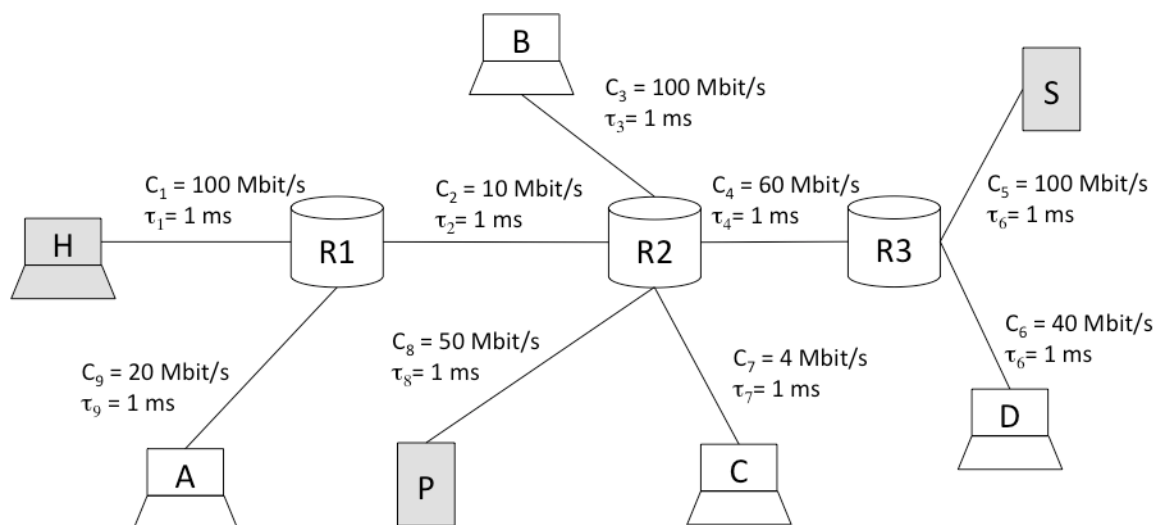 B
C₃ = 100 Mbit/s
τ₃= 1 ms
S
C₁ = 100 Mbit/s
τ₁= 1 ms
C₂ = 10 Mbit/s
τ₂= 1 ms
C₄ = 60 Mbit/s
τ₄= 1 ms
C₅ = 100 Mbit/s
τ₆= 1 ms
H
R1
R2
R3
C₉ = 20 Mbit/s
τ₉ = 1 ms
C₈ = 50 Mbit/s
τ₈= 1 ms
C₇ = 4 Mbit/s
τ₇= 1 ms
C₆ = 40 Mbit/s
τ₆= 1 ms
A
P
C
D